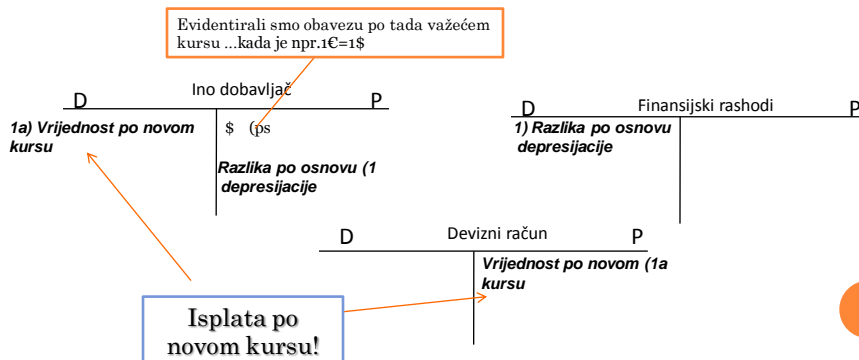 Evidentirali smo obavezu po tada važećem
kursu ...kada je npr.1€=1$
Ino dobavljač
D
P
1a) Vrijednost po novom
kursu
$ (ps
Razlika po osnovu (1
depresijacije
Finansijski rashodi
D
P
1) Razlika po osnovu
depresijacije
Devizni račun
D
P
Vrijednost po novom (1a
kursu
Isplata po
novom kursu!